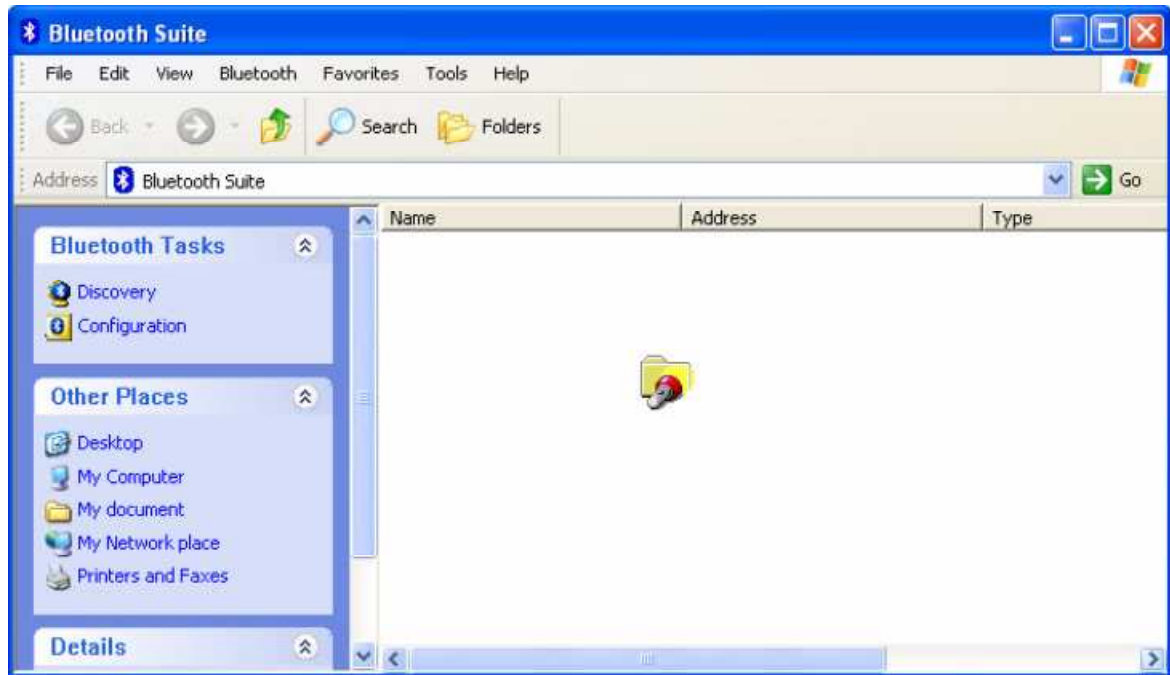 Bluetooth Suite
File Edit View Bluetooth Favorites Tools Help
Back Search Folders
Address Bluetooth Suite Go
Name Address Type
Bluetooth Tasks
Discovery
Configuration
Other Places
Desktop
My Computer
My document
My Network place
Printers and Faxes
Details